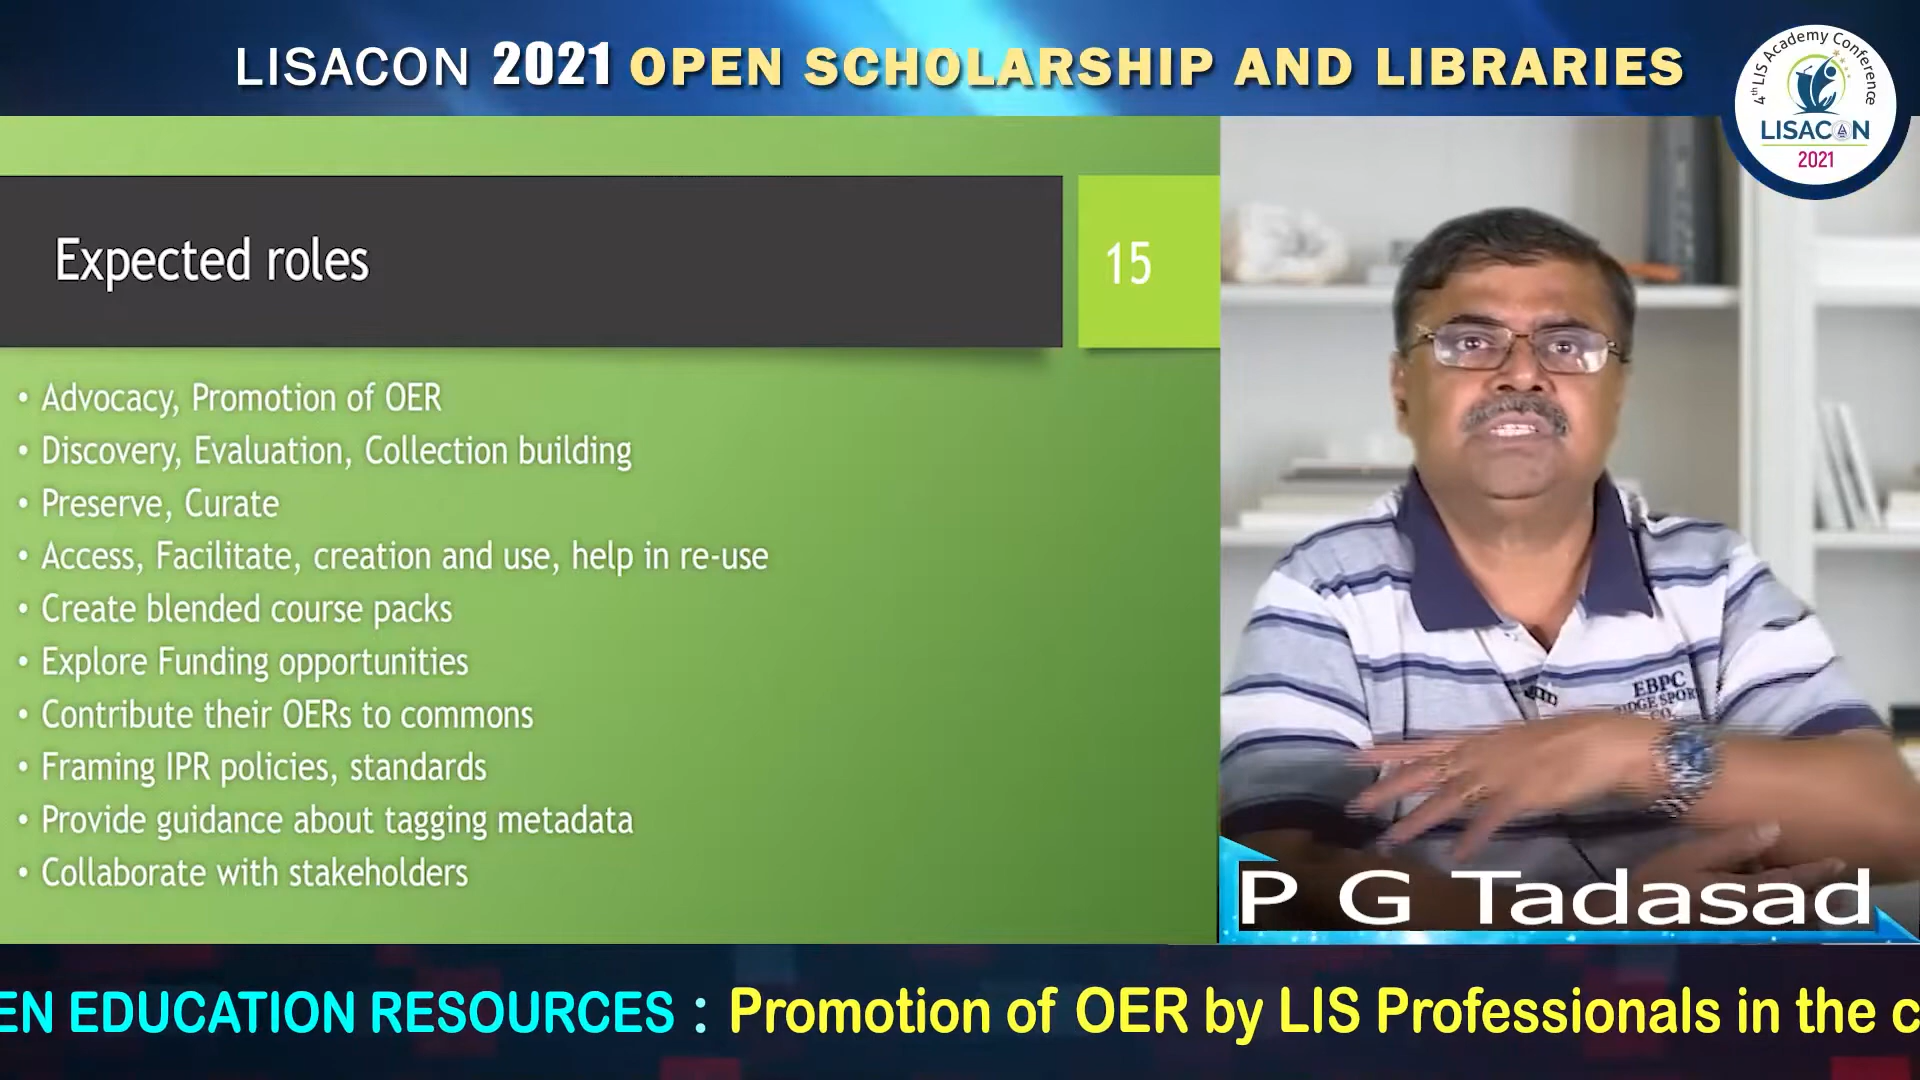 LISACON 2021 OPEN SCHOLARSHIP AND LIBRARIES
4th LIS Academy Conference
LISACON
2021
Expected roles
15
• Advocacy, Promotion of OER
• Discovery, Evaluation, Collection building
• Preserve, Curate
• Access, Facilitate, creation and use, help in re-use
• Create blended course packs
• Explore Funding opportunities
• Contribute their OERs to commons
• Framing IPR policies, standards
• Provide guidance about tagging metadata
• Collaborate with stakeholders
EBPC
SPOR
CO.
P G Tadasad
EN EDUCATION RESOURCES : Promotion of OER by LIS Professionals in the c